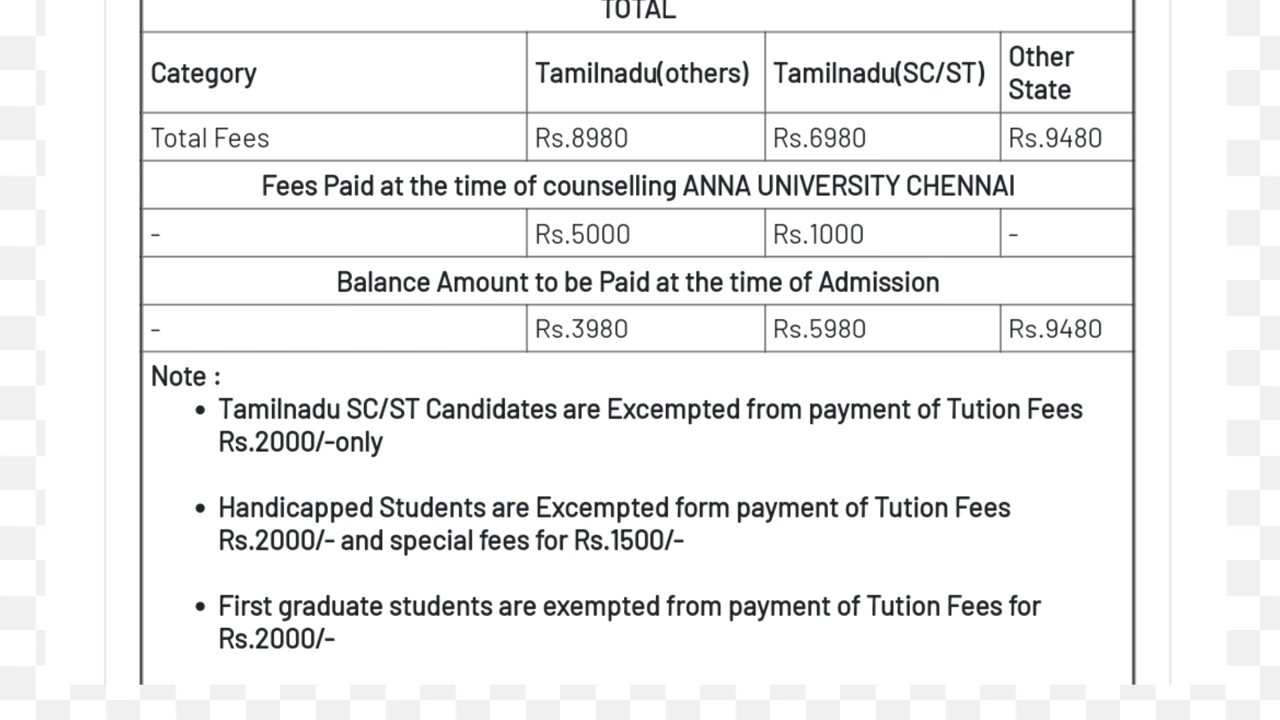 TOTAL
Category Tamilnadu(others) Tamilnadu(SC/ST) Other State
Total Fees Rs.8980 Rs.6980 Rs.9480
Fees Paid at the time of counselling ANNA UNIVERSITY CHENNAI
- Rs.5000 Rs.1000 -
Balance Amount to be Paid at the time of Admission
- Rs.3980 Rs.5980 Rs.9480
Note :
• Tamilnadu SC/ST Candidates are Excempted from payment of Tution Fees
Rs.2000/-only
• Handicapped Students are Excempted form payment of Tution Fees
Rs.2000/- and special fees for Rs.1500/-
• First graduate students are exempted from payment of Tution Fees for
Rs.2000/-